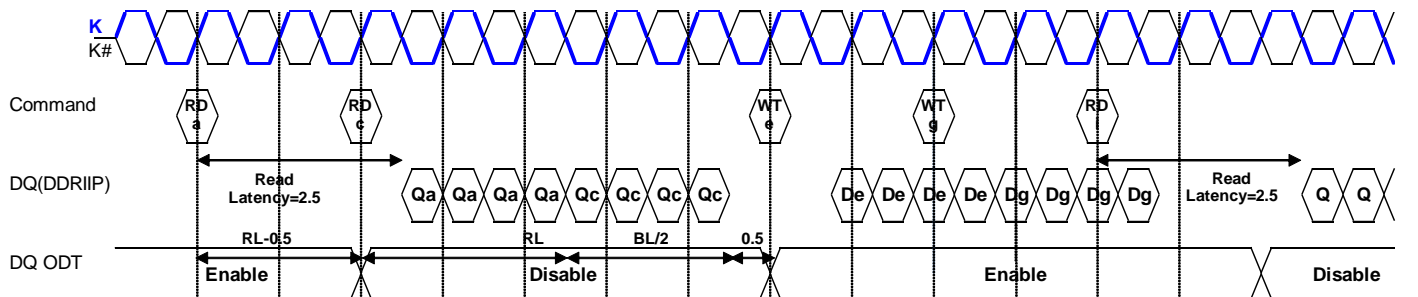 K
K#
Command
RD a
RD c
WT e
WT g
RD
DQ(DDRIIP)
Read Latency=2.5
Qa Qa Qa Qa Qc Qc Qc Qc
De De De De Dg Dg Dg Dg
Read Latency=2.5
Q Q
DQ ODT
RL-0.5
RL
BL/2
0.5
Enable
Disable
Enable
Disable